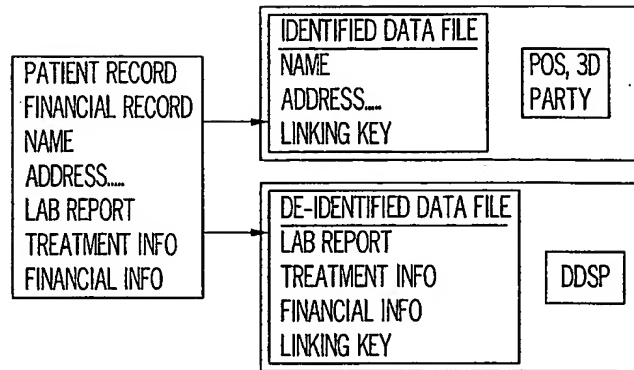 PATIENT RECORD
FINANCIAL RECORD
NAME
ADDRESS.....
LAB REPORT
TREATMENT INFO
FINANCIAL INFO
IDENTIFIED DATA FILE
NAME
ADDRESS.....
LINKING KEY
POS, 3D
PARTY
DE-IDENTIFIED DATA FILE
LAB REPORT
TREATMENT INFO
FINANCIAL INFO
LINKING KEY
DDSP